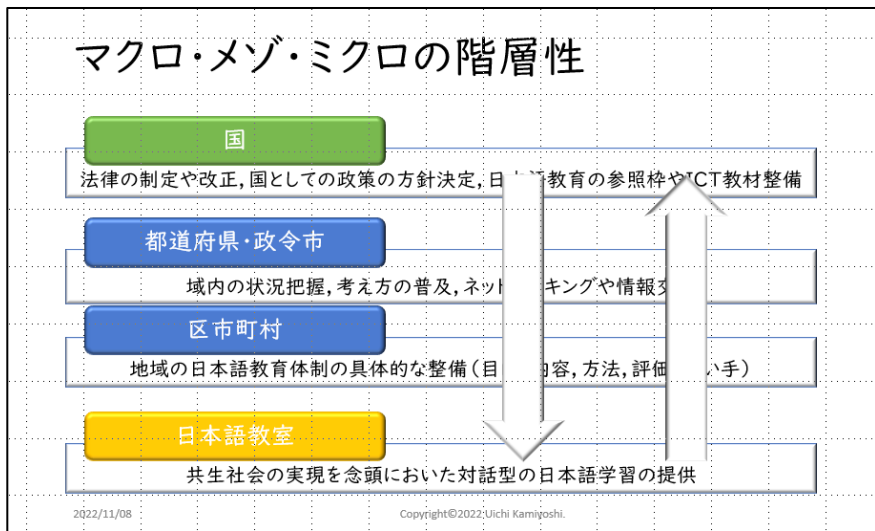 マクロ・メゾ・ミクロの階層性
国
法律の制定や改正,国としての政策の方針決定,日 教育の参照枠や CT教材整備
都道府県・政令市
域内の状況把握,考え方の普及,ネット キングや情報
区市町村
地域の日本語教育体制の具体的な整備(目 内容,方法,評価 い手)
日本語教室
共生社会の実現を念頭においた対話型の日本語学習の提供
2022/11/08
Copyright©2022 Uichi Kamiyoshi.